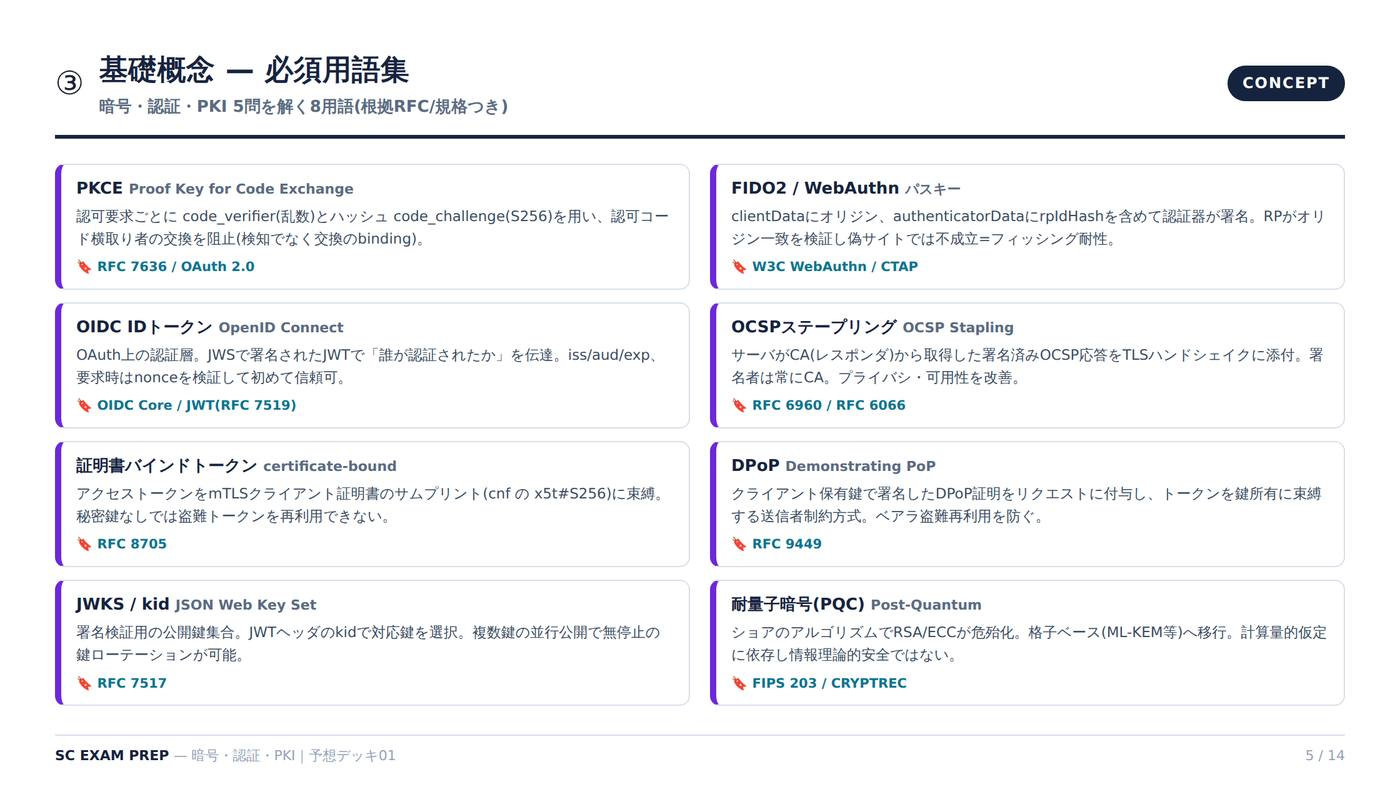 ③
基礎概念 — 必須用語集
暗号・認証・PKI 5問を解く8用語(根拠RFC/規格つき)
CONCEPT
PKCE Proof Key for Code Exchange
認可要求ごとに code_verifier(乱数)とハッシュ code_challenge(S256)を用い、認可コー
ド横取り者の交換を阻止(検知でなく交換のbinding)。
🔖 RFC 7636 / OAuth 2.0
FIDO2 / WebAuthn パスキー
clientDataにオリジン、authenticatorDataにrpIdHashを含めて認証器が署名。RPがオリ
ジン一致を検証し偽サイトでは不成立=フィッシング耐性。
🔖 W3C WebAuthn / CTAP
OIDC IDトークン OpenID Connect
OAuth上の認証層。JWSで署名されたJWTで「誰が認証されたか」を伝達。iss/aud/exp、
要求時はnonceを検証して初めて信頼可。
🔖 OIDC Core / JWT(RFC 7519)
OCSPステープリング OCSP Stapling
サーバがCA(レスポンダ)から取得した署名済みOCSP応答をTLSハンドシェイクに添付。署
名者は常にCA。プライバシ・可用性を改善。
🔖 RFC 6960 / RFC 6066
証明書バインドトークン certificate-bound
アクセストークンをmTLSクライアント証明書のサムプリント(cnf の x5t#S256)に束縛。
秘密鍵なしでは盗難トークンを再利用できない。
🔖 RFC 8705
DPoP Demonstrating PoP
クライアント保有鍵で署名したDPoP証明をリクエストに付与し、トークンを鍵所有に束縛
する送信者制約方式。ベアラ盗難再利用を防ぐ。
🔖 RFC 9449
JWKS / kid JSON Web Key Set
署名検証用の公開鍵集合。JWTヘッダのkidで対応鍵を選択。複数鍵の並行公開で無停止の
鍵ローテーションが可能。
🔖 RFC 7517
耐量子暗号(PQC) Post-Quantum
ショアのアルゴリズムでRSA/ECCが危殆化。格子ベース(ML-KEM等)へ移行。計算量的仮定
に依存し情報理論的安全ではない。
🔖 FIPS 203 / CRYPTREC
SC EXAM PREP — 暗号・認証・PKI | 予想デッキ01
5 / 14